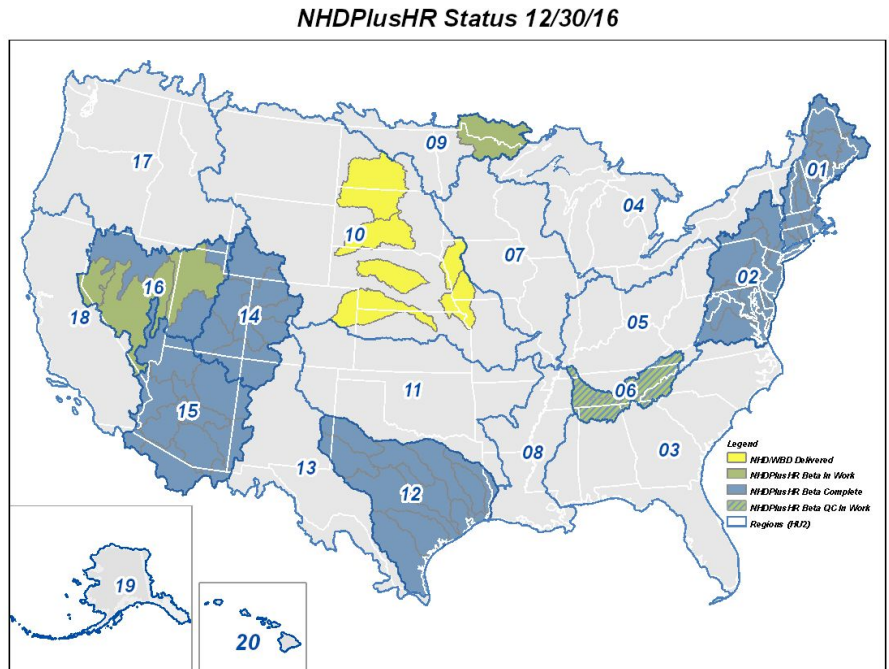 NHDPlusHR Status 12/30/16
17
09
01
04
10
07
02
16
18
14
05
06
15
11
03
08
13
12
Legend
NHD/WBD Delivered
NHDPlusHR Beta In Work
NHDPlusHR Beta Complete
NHDPlusHR Beta QC In Work
Regions (HU2)
19
20